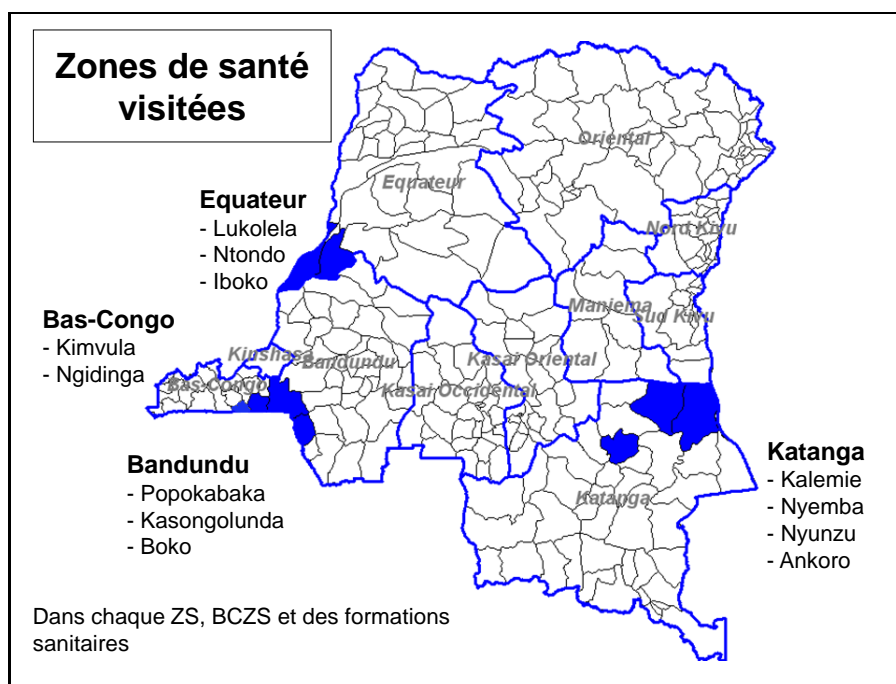 Zones de santé
visitées
Oriental
Equateur
Equateur
- Lukolela
- Ntondo
- Iboko
Nord Kivu
Maniema
Sud Kivu
Bas-Congo
- Kimvula
- Ngidinga
Kinshasa
Bandundu
Kasai Oriental
Bas-Congo
Kasai Occidental
Bandundu
- Popokabaka
- Kasongolunda
- Boko
Katanga
- Kalemie
- Nyemba
- Nyunzu
- Ankoro
Katanga
Dans chaque ZS, BCZS et des formations
sanitaires